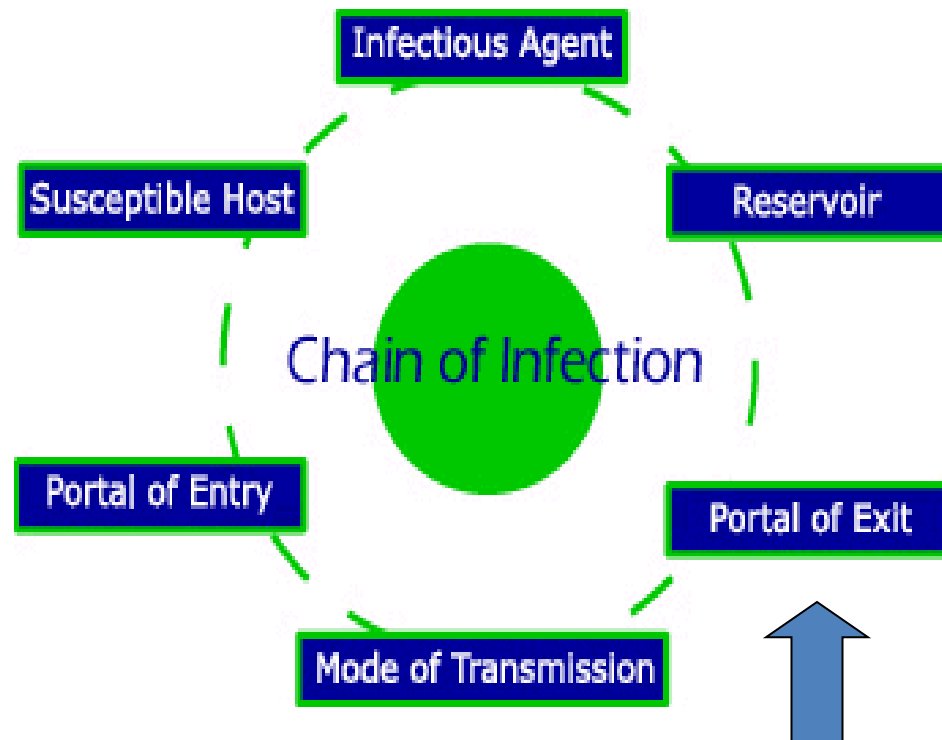 Infectious Agent
Susceptible Host
Reservoir
Chain of Infection
Portal of Entry
Portal of Exit
Mode of Transmission